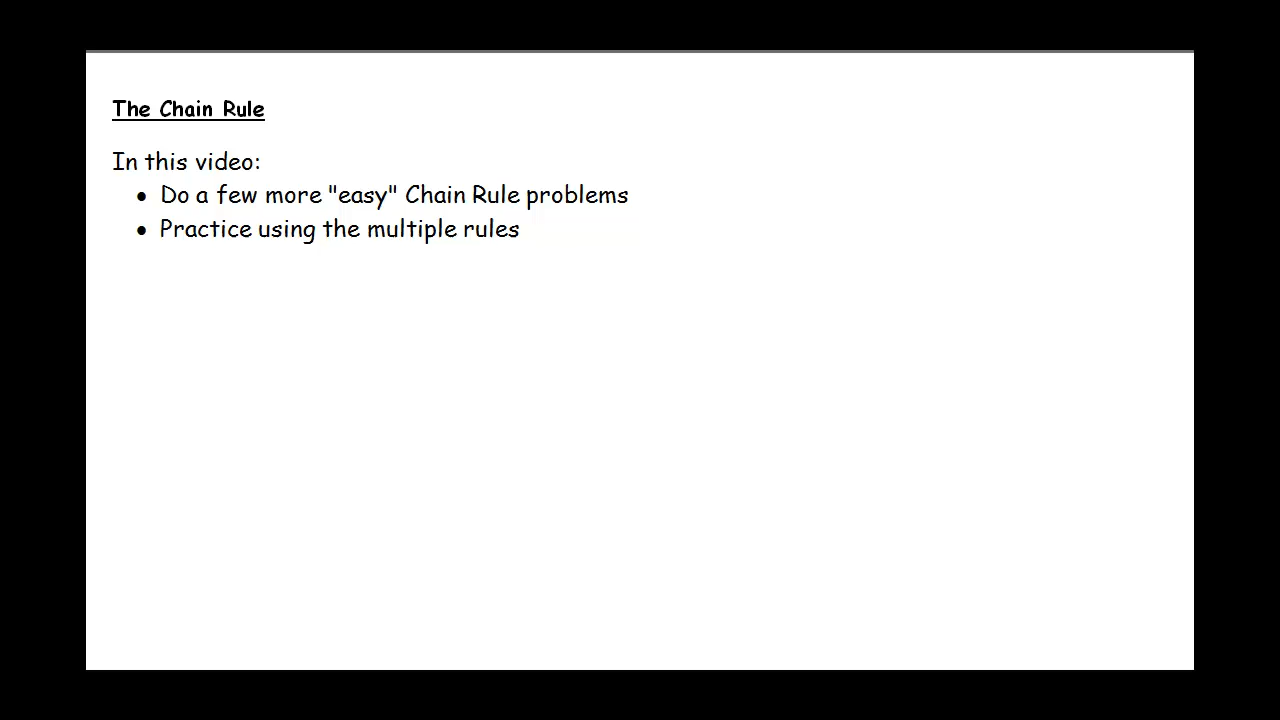 The Chain Rule
In this video:
• Do a few more "easy" Chain Rule problems
• Practice using the multiple rules